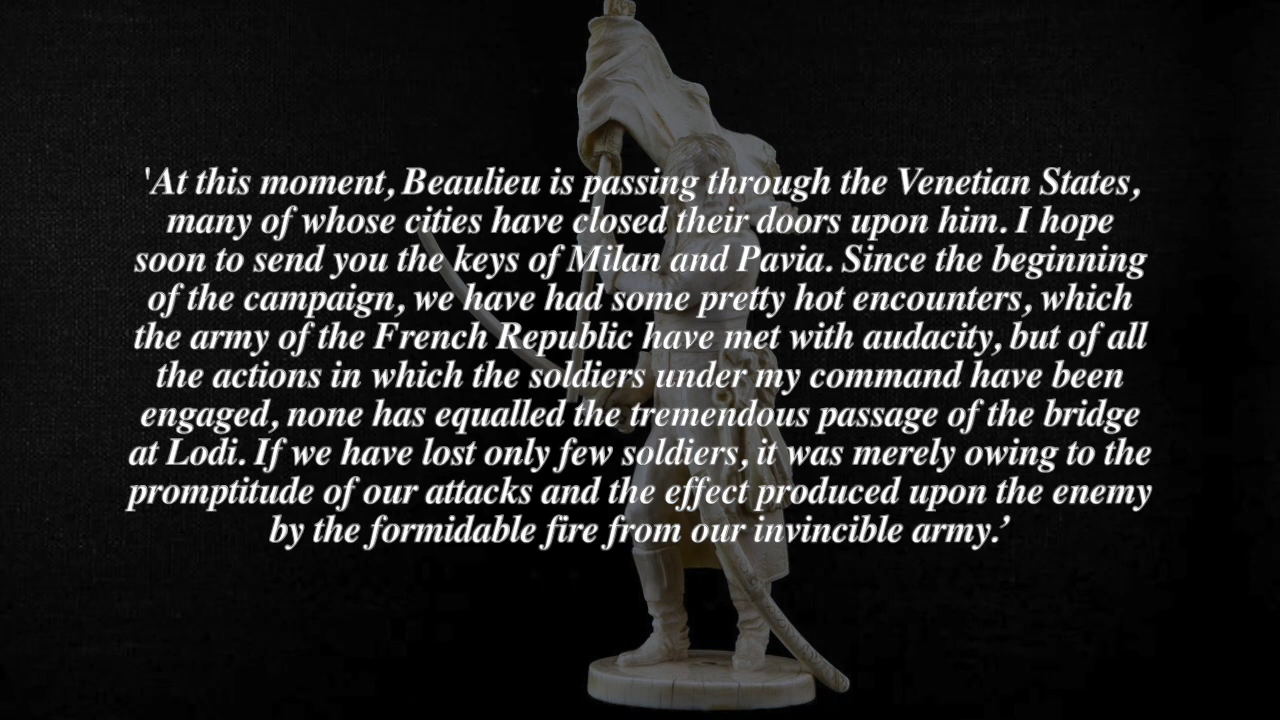 'At this moment, Beaulieu is passing through the Venetian States,
many of whose cities have closed their doors upon him. I hope
soon to send you the keys of Milan and Pavia. Since the beginning
of the campaign, we have had some pretty hot encounters, which
the army of the French Republic have met with audacity, but of all
the actions in which the soldiers under my command have been
engaged, none has equalled the tremendous passage of the bridge
at Lodi. If we have lost only few soldiers, it was merely owing to the
promptitude of our attacks and the effect produced upon the enemy
by the formidable fire from our invincible army.’